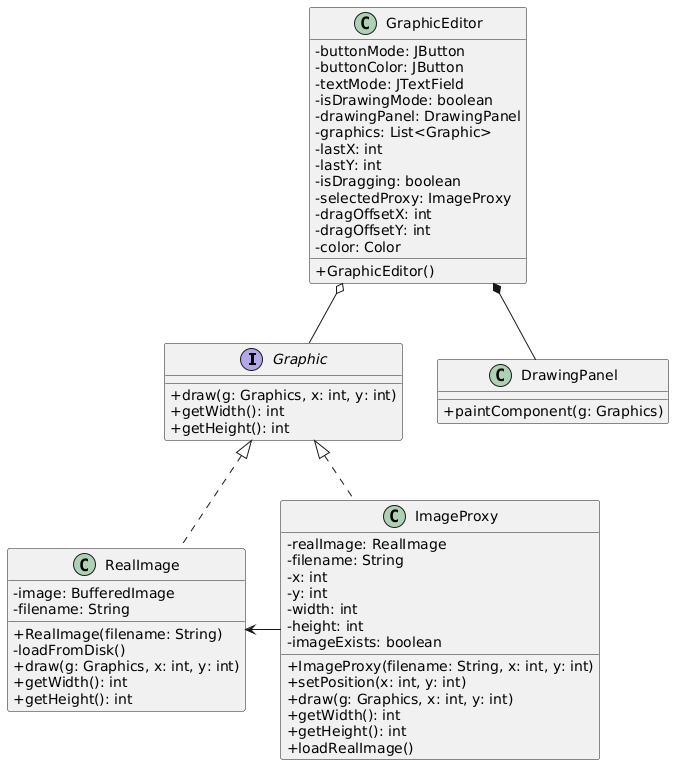 C GraphicEditor
-buttonMode: JButton
-buttonColor: JButton
-textMode: JTextField
-isDrawingMode: boolean
-drawingPanel: DrawingPanel
-graphics: List<Graphic>
-lastX: int
-lastY: int
-isDragging: boolean
-selectedProxy: ImageProxy
-dragOffsetX: int
-dragOffsetY: int
-color: Color
+GraphicEditor()
I Graphic
+draw(g: Graphics, x: int, y: int)
+getWidth(): int
+getHeight(): int
C DrawingPanel
+paintComponent(g: Graphics)
C RealImage
-image: BufferedImage
-filename: String
+RealImage(filename: String)
-loadFromDisk()
+draw(g: Graphics, x: int, y: int)
+getWidth(): int
+getHeight(): int
C ImageProxy
-realImage: RealImage
-filename: String
-x: int
-y: int
-width: int
-height: int
-imageExists: boolean
+ImageProxy(filename: String, x: int, y: int)
+setPosition(x: int, y: int)
+draw(g: Graphics, x: int, y: int)
+getWidth(): int
+getHeight(): int
+loadRealImage()